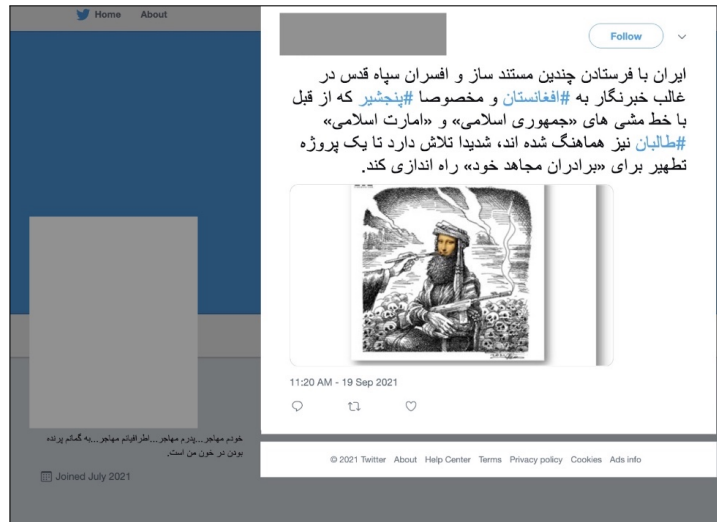 Home About
Follow
ایران با فرستادن چندین مستند ساز و افسران سپاه قدس در
غالب خبرنگار به #افغانستان و مخصوصا #پنجشیر که از قبل
با خط مشی های «جمهوری اسلامی» و «امارت اسلامی»
#طالبان نیز هماهنگ شده اند، شدیدا تلاش دارد تا یک پروژه
تطهیر برای «برادران مجاهد خود» راه اندازی کند.
11:20 AM - 19 Sep 2021
خودم مهاجر...پدرم مهاجر...اطرافیانم مهاجر...به گمانم پرنده
بودن در خون من است.
Joined July 2021
© 2021 Twitter About Help Center Terms Privacy policy Cookies Ads info